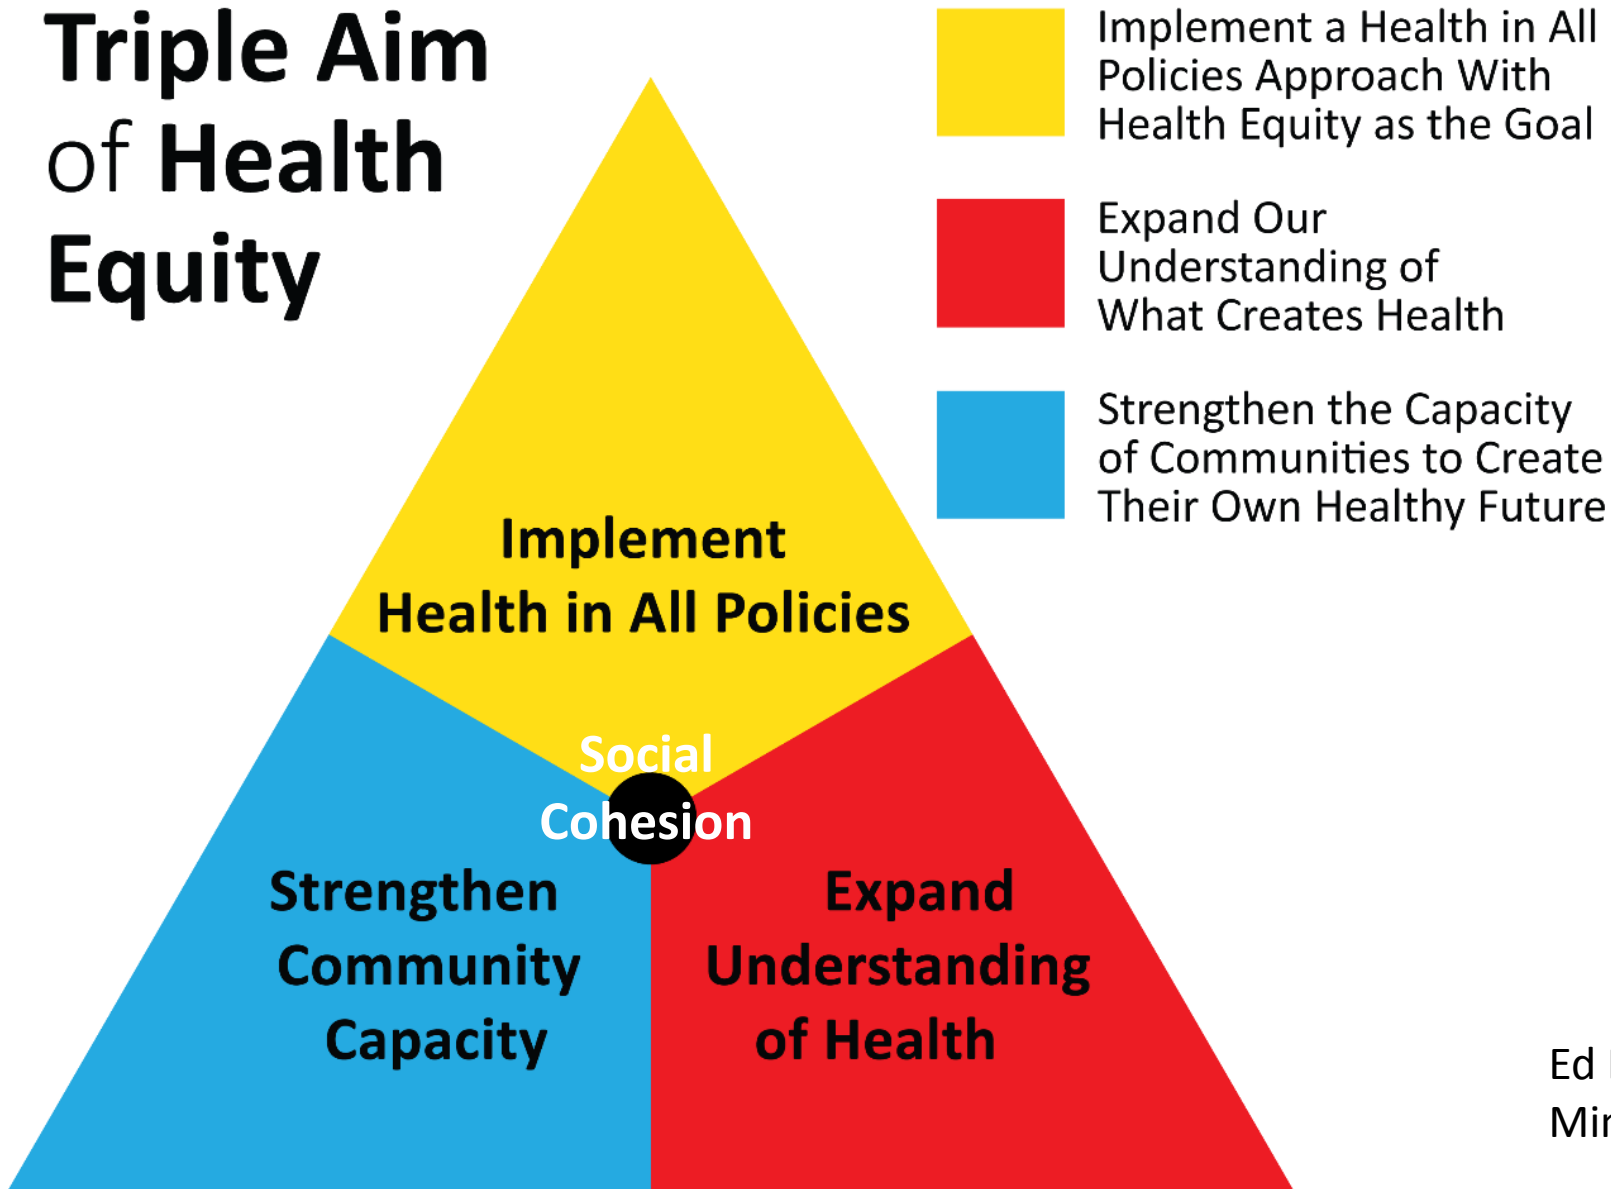 Triple Aim
of Health
Equity
Implement a Health in All
Policies Approach With
Health Equity as the Goal
Expand Our
Understanding of
What Creates Health
Strengthen the Capacity
of Communities to Create
Their Own Healthy Future
Implement
Health in All Policies
Social
Cohesion
Strengthen
Community
Capacity
Expand
Understanding
of Health
Ed